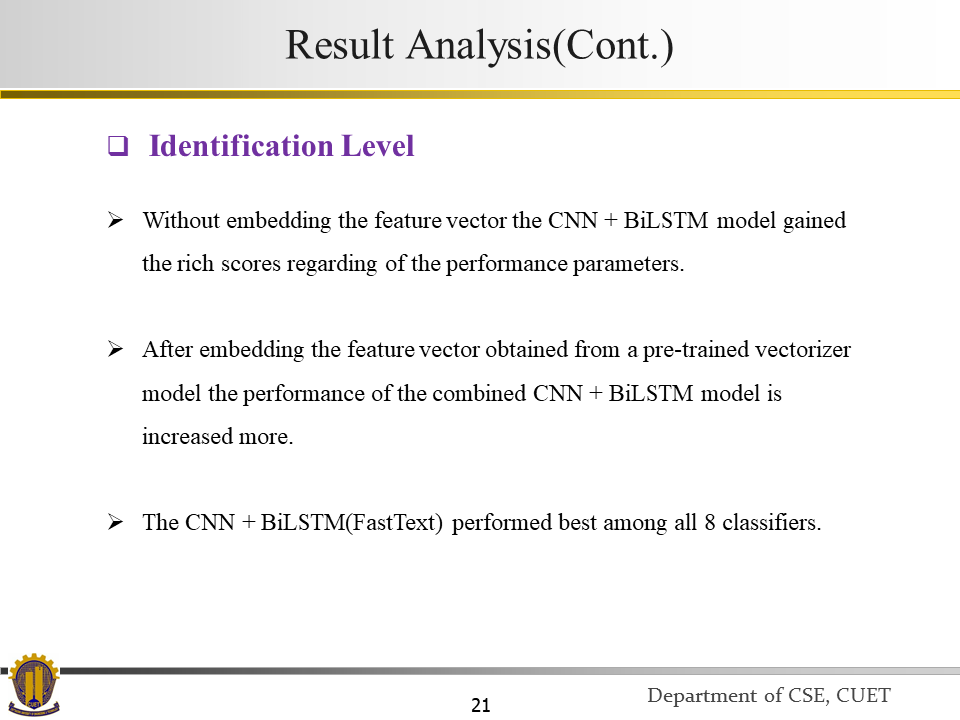 Result Analysis(Cont.)
Identification Level
Without embedding the feature vector the CNN + BiLSTM model gained
the rich scores regarding of the performance parameters.
After embedding the feature vector obtained from a pre-trained vectorizer
model the performance of the combined CNN + BiLSTM model is
increased more.
The CNN + BiLSTM(FastText) performed best among all 8 classifiers.
CUET
21
Department of CSE, CUET